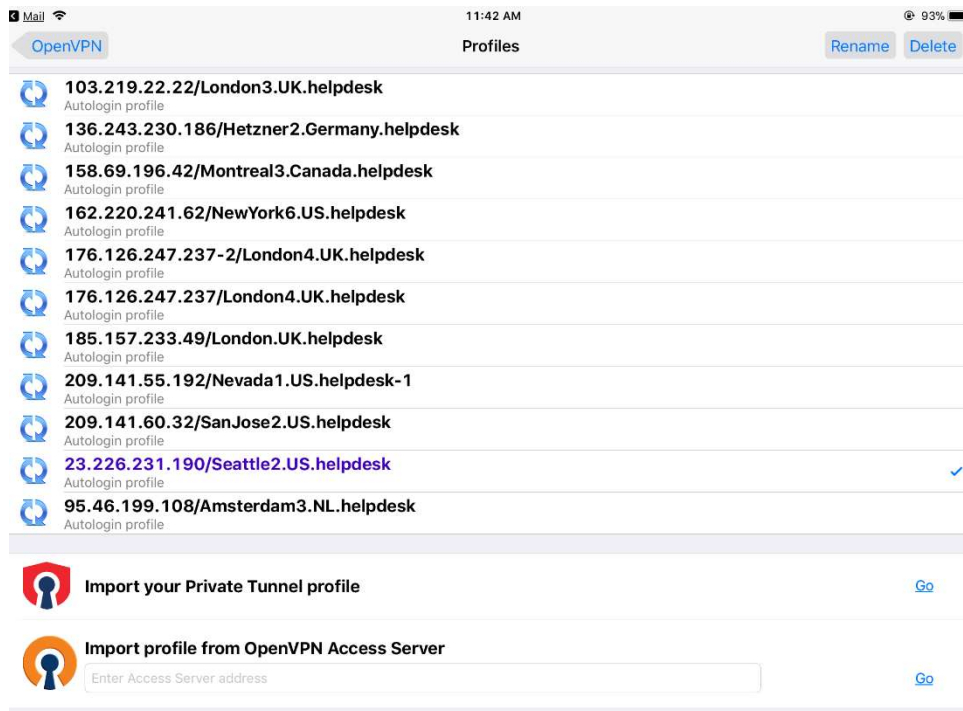 Mail 11:42 AM 93%
OpenVPN Profiles Rename Delete
103.219.22.22/London3.UK.helpdesk
Autologin profile
136.243.230.186/Hetzner2.Germany.helpdesk
Autologin profile
158.69.196.42/Montreal3.Canada.helpdesk
Autologin profile
162.220.241.62/NewYork6.US.helpdesk
Autologin profile
176.126.247.237-2/London4.UK.helpdesk
Autologin profile
176.126.247.237/London4.UK.helpdesk
Autologin profile
185.157.233.49/London.UK.helpdesk
Autologin profile
209.141.55.192/Nevada1.US.helpdesk-1
Autologin profile
209.141.60.32/SanJose2.US.helpdesk
Autologin profile
23.226.231.190/Seattle2.US.helpdesk
Autologin profile
95.46.199.108/Amsterdam3.NL.helpdesk
Autologin profile
Import your Private Tunnel profile Go
Import profile from OpenVPN Access Server
Enter Access Server address Go